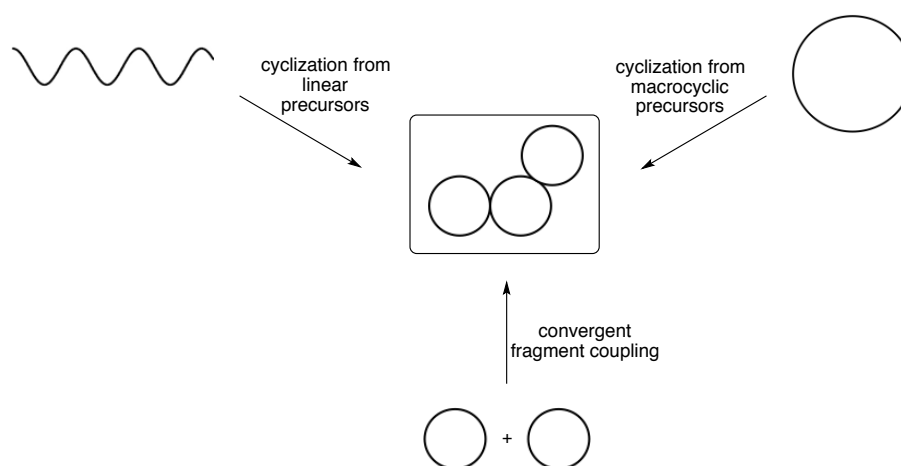 cyclization from
linear
precursors
cyclization from
macrocyclic
precursors
convergent
fragment coupling
+